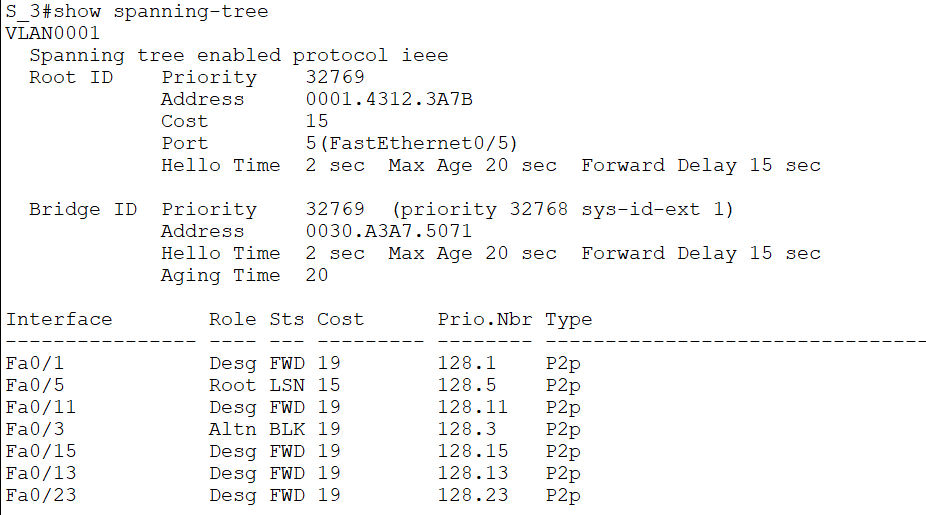 S_3#show spanning-tree
VLAN0001
  Spanning tree enabled protocol ieee
  Root ID    Priority    32769
             Address     0001.4312.3A7B
             Cost        15
             Port        5(FastEthernet0/5)
             Hello Time  2 sec  Max Age 20 sec  Forward Delay 15 sec

  Bridge ID  Priority    32769  (priority 32768 sys-id-ext 1)
             Address     0030.A3A7.5071
             Hello Time  2 sec  Max Age 20 sec  Forward Delay 15 sec
             Aging Time  20

Interface        Role Sts Cost      Prio.Nbr Type
---------------- ---- --- --------- -------- --------------------------------
Fa0/1            Desg FWD 19        128.1    P2p
Fa0/5            Root LSN 15        128.5    P2p
Fa0/11           Desg FWD 19        128.11   P2p
Fa0/3            Altn BLK 19        128.3    P2p
Fa0/15           Desg FWD 19        128.15   P2p
Fa0/13           Desg FWD 19        128.13   P2p
Fa0/23           Desg FWD 19        128.23   P2p